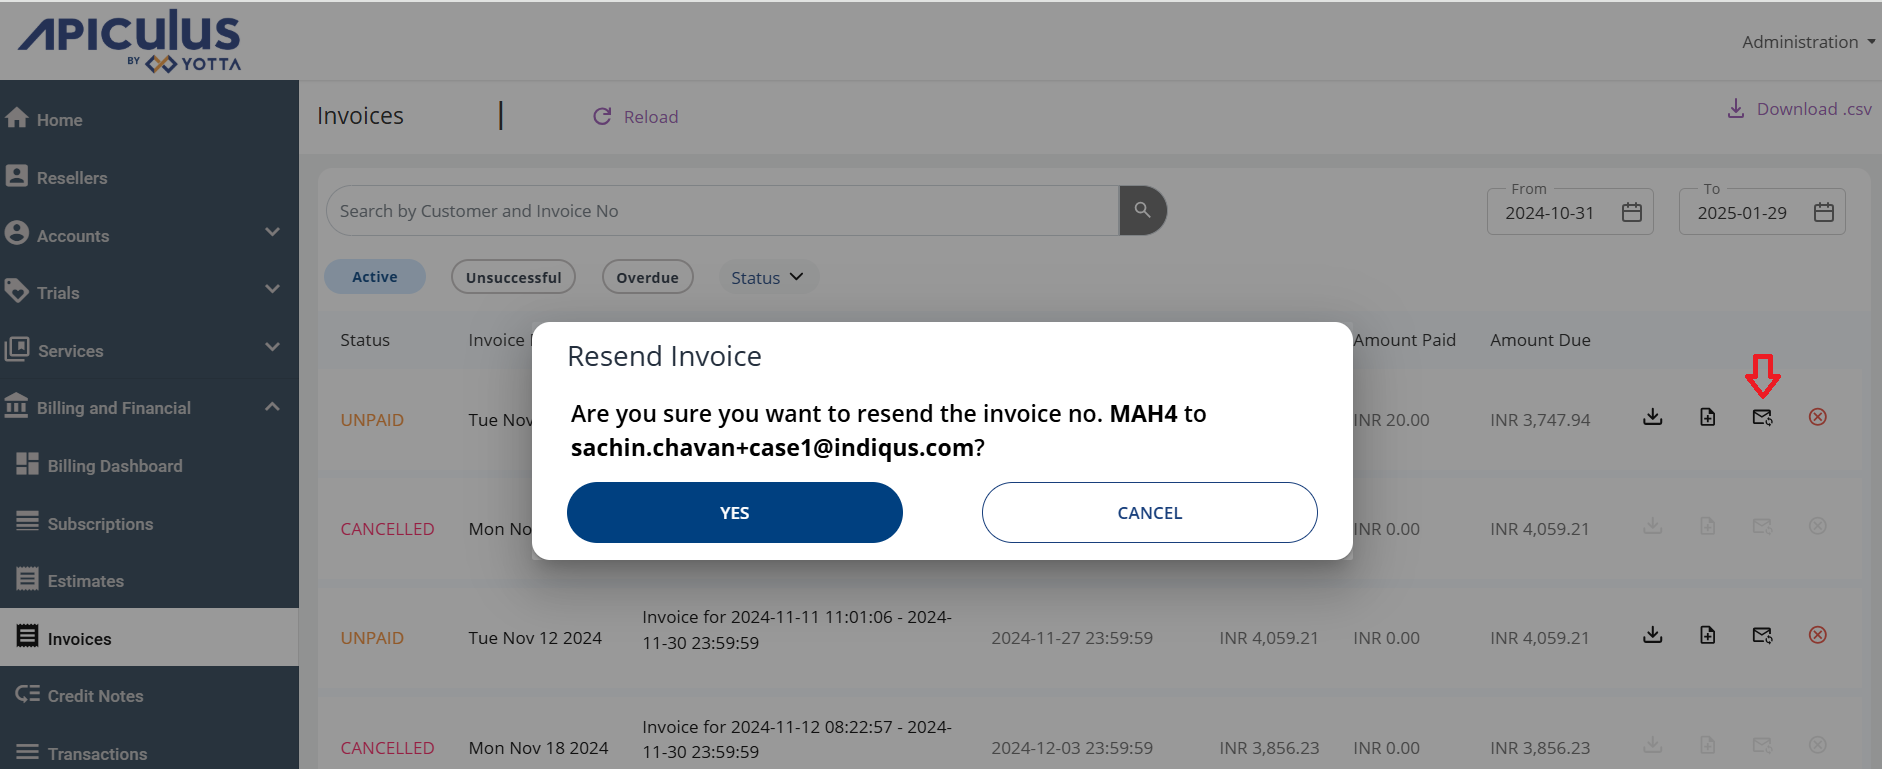 APICULUS
BY YOTTA
Administration
Home
Resellers
Accounts
Trials
Services
Billing and Financial
Billing Dashboard
Subscriptions
Estimates
Invoices
Credit Notes
Transactions
Invoices
Reload
Download .csv
Search by Customer and Invoice No
From
2024-10-31
To
2025-01-29
Active
Unsuccessful
Overdue
Status
Status Invoice Amount Paid Amount Due
UNPAID Tue Nov INR 20.00 INR 3,747.94
CANCELLED Mon No INR 0.00 INR 4,059.21
Resend Invoice
Are you sure you want to resend the invoice no. MAH4 to
sachin.chavan+case1@indiqus.com?
YES
CANCEL
Invoice for 2024-11-11 11:01:06 - 2024-
11-30 23:59:59
UNPAID Tue Nov 12 2024 2024-11-27 23:59:59 INR 4,059.21 INR 0.00 INR 4,059.21
Invoice for 2024-11-12 08:22:57 - 2024-
11-30 23:59:59
CANCELLED Mon Nov 18 2024 2024-12-03 23:59:59 INR 3,856.23 INR 0.00 INR 3,856.23